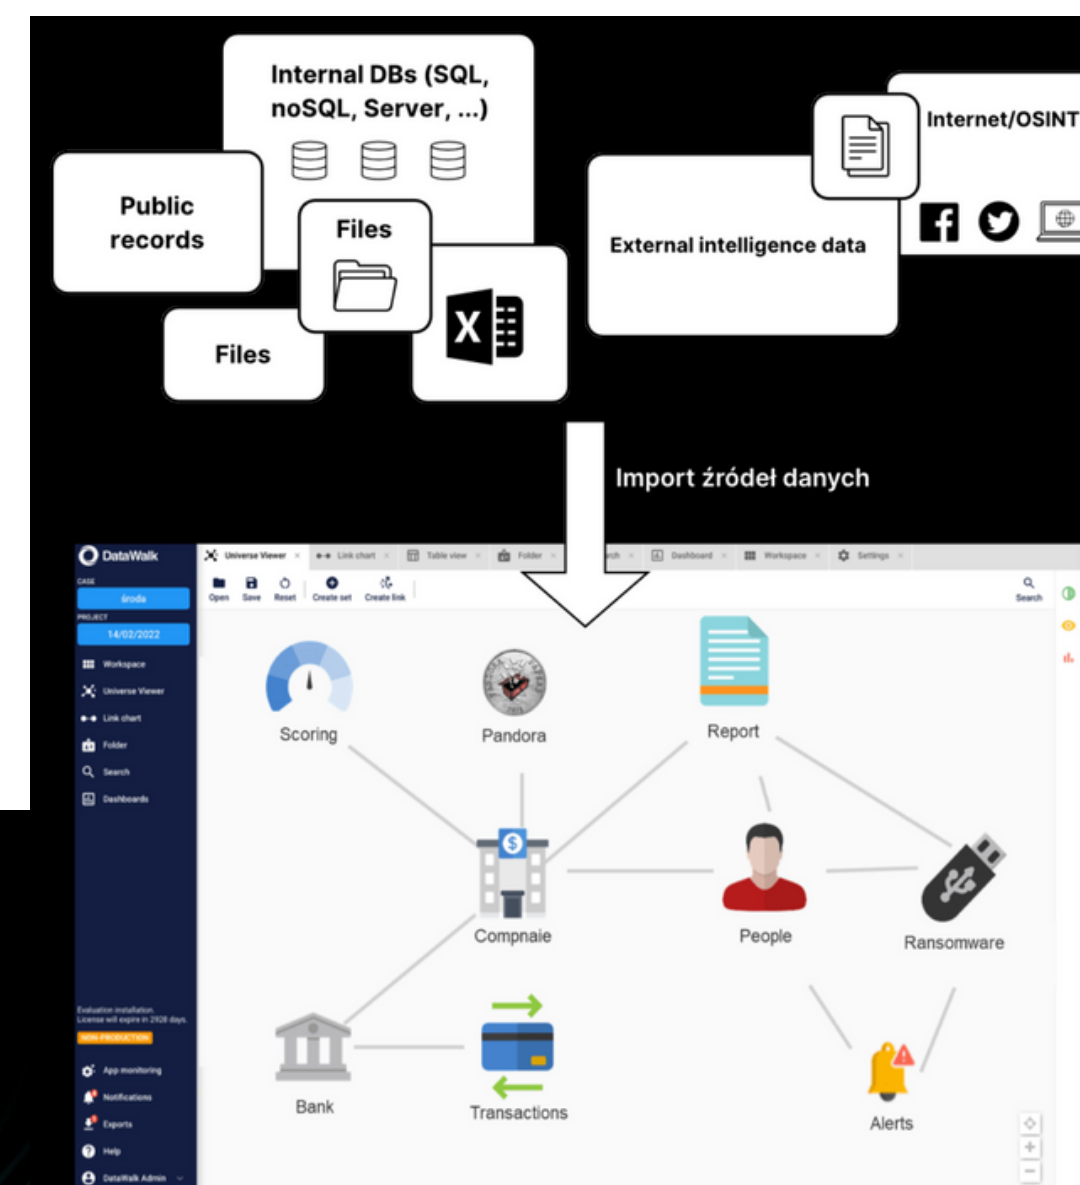 Internal DBs (SQL,
noSQL, Server, ...)
Internet/OSINT
Public
records
Files
External intelligence data
X
Files
Import źródeł danych
DataWalk
Universe Viewer
Link chart
Table view
Folder
Dashboard
Workspace
Settings
CASE
środa
Open
Save
Reset
Create set
Create link
Search
PROJECT
14/02/2022
Workspace
Universe Viewer
Link chart
Folder
Search
Dashboards
Scoring
Pandora
Report
Compnaie
People
Ransomware
Bank
Transactions
Alerts
Evaluation installation.
License will expire in 2928 days.
NON-PRODUCTION
App monitoring
Notifications
Exports
Help
DataWalk Admin